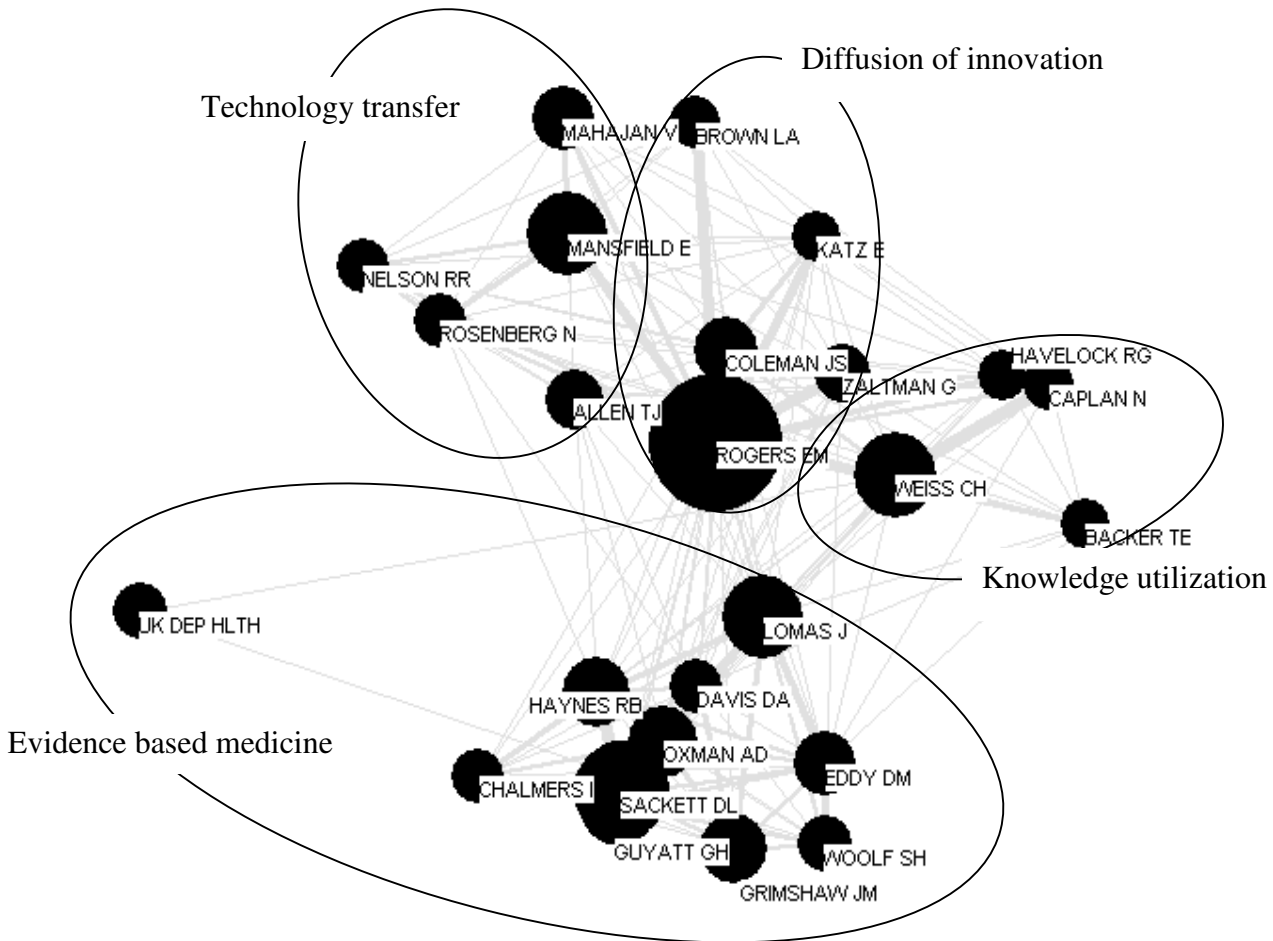 Diffusion of innovation
Technology transfer
MAHAJAN V
BROWN LA
MANSFIELD E
KATZ E
NELSON RR
ROSENBERG N
HAVELOCK RG
COLEMAN JS
ZALTMAN G
CAPLAN N
ALLEN TJ
ROGERS EM
WEISS CH
BACKER TE
Knowledge utilization
UK DEP HLTH
LOMAS J
DAVIS DA
HAYNES RB
Evidence based medicine
OXMAN AD
EDDY DM
CHALMERS I
SACKETT DL
GUYATT GH
WOOLF SH
GRIMSHAW JM